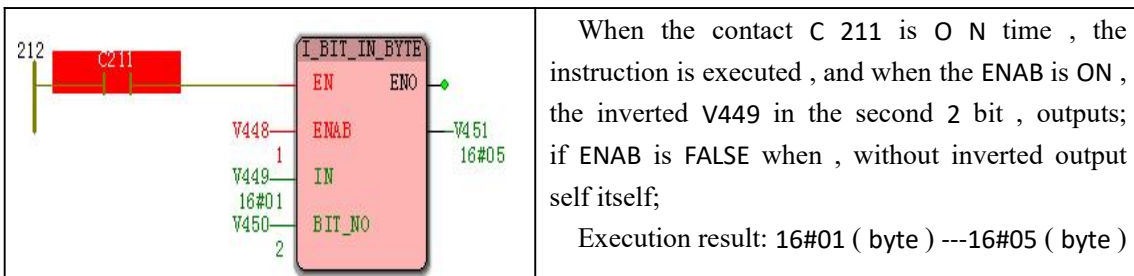 212
C211
I_BIT_IN_BYTE
EN ENO
V448 ENAB V451
1 16#05
V449 IN
16#01
V450 BIT_NO
2
When the contact C 211 is O N time , the
instruction is executed , and when the ENAB is ON ,
the inverted V449 in the second 2 bit , outputs;
if ENAB is FALSE when , without inverted output
self itself;
Execution result: 16#01 ( byte ) ---16#05 ( byte )